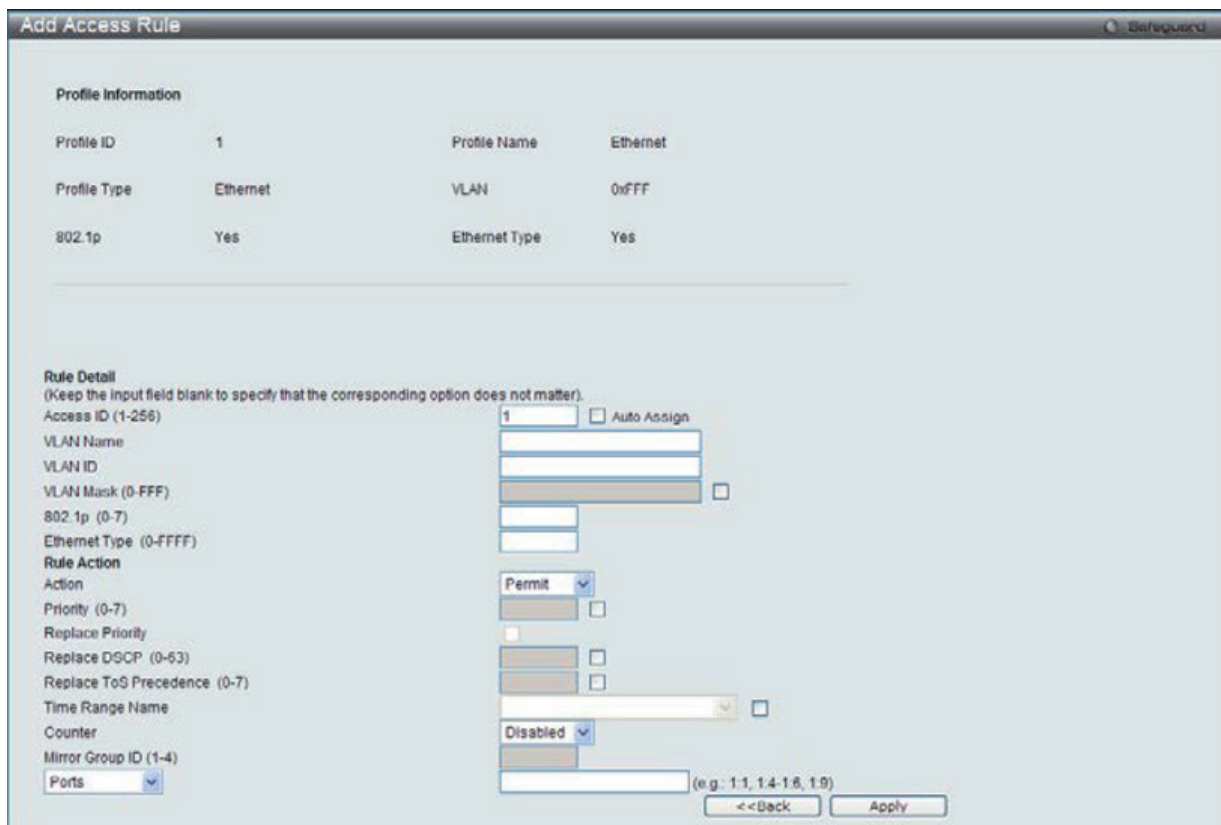 Add Access Rule
Safeguard
Profile Information
Profile ID 1 Profile Name Ethernet
Profile Type Ethernet VLAN 0xFFF
802.1p Yes Ethernet Type Yes
Rule Detail
(Keep the input field blank to specify that the corresponding option does not matter).
Access ID (1-256) 1 Auto Assign
VLAN Name
VLAN ID
VLAN Mask (0-FFF)
802.1p (0-7)
Ethernet Type (0-FFFF)
Rule Action
Action Permit
Priority (0-7)
Replace Priority
Replace DSCP (0-63)
Replace ToS Precedence (0-7)
Time Range Name
Counter Disabled
Mirror Group ID (1-4)
Ports (e.g.: 1:1, 1:4-1:6, 1:9)
<<Back Apply